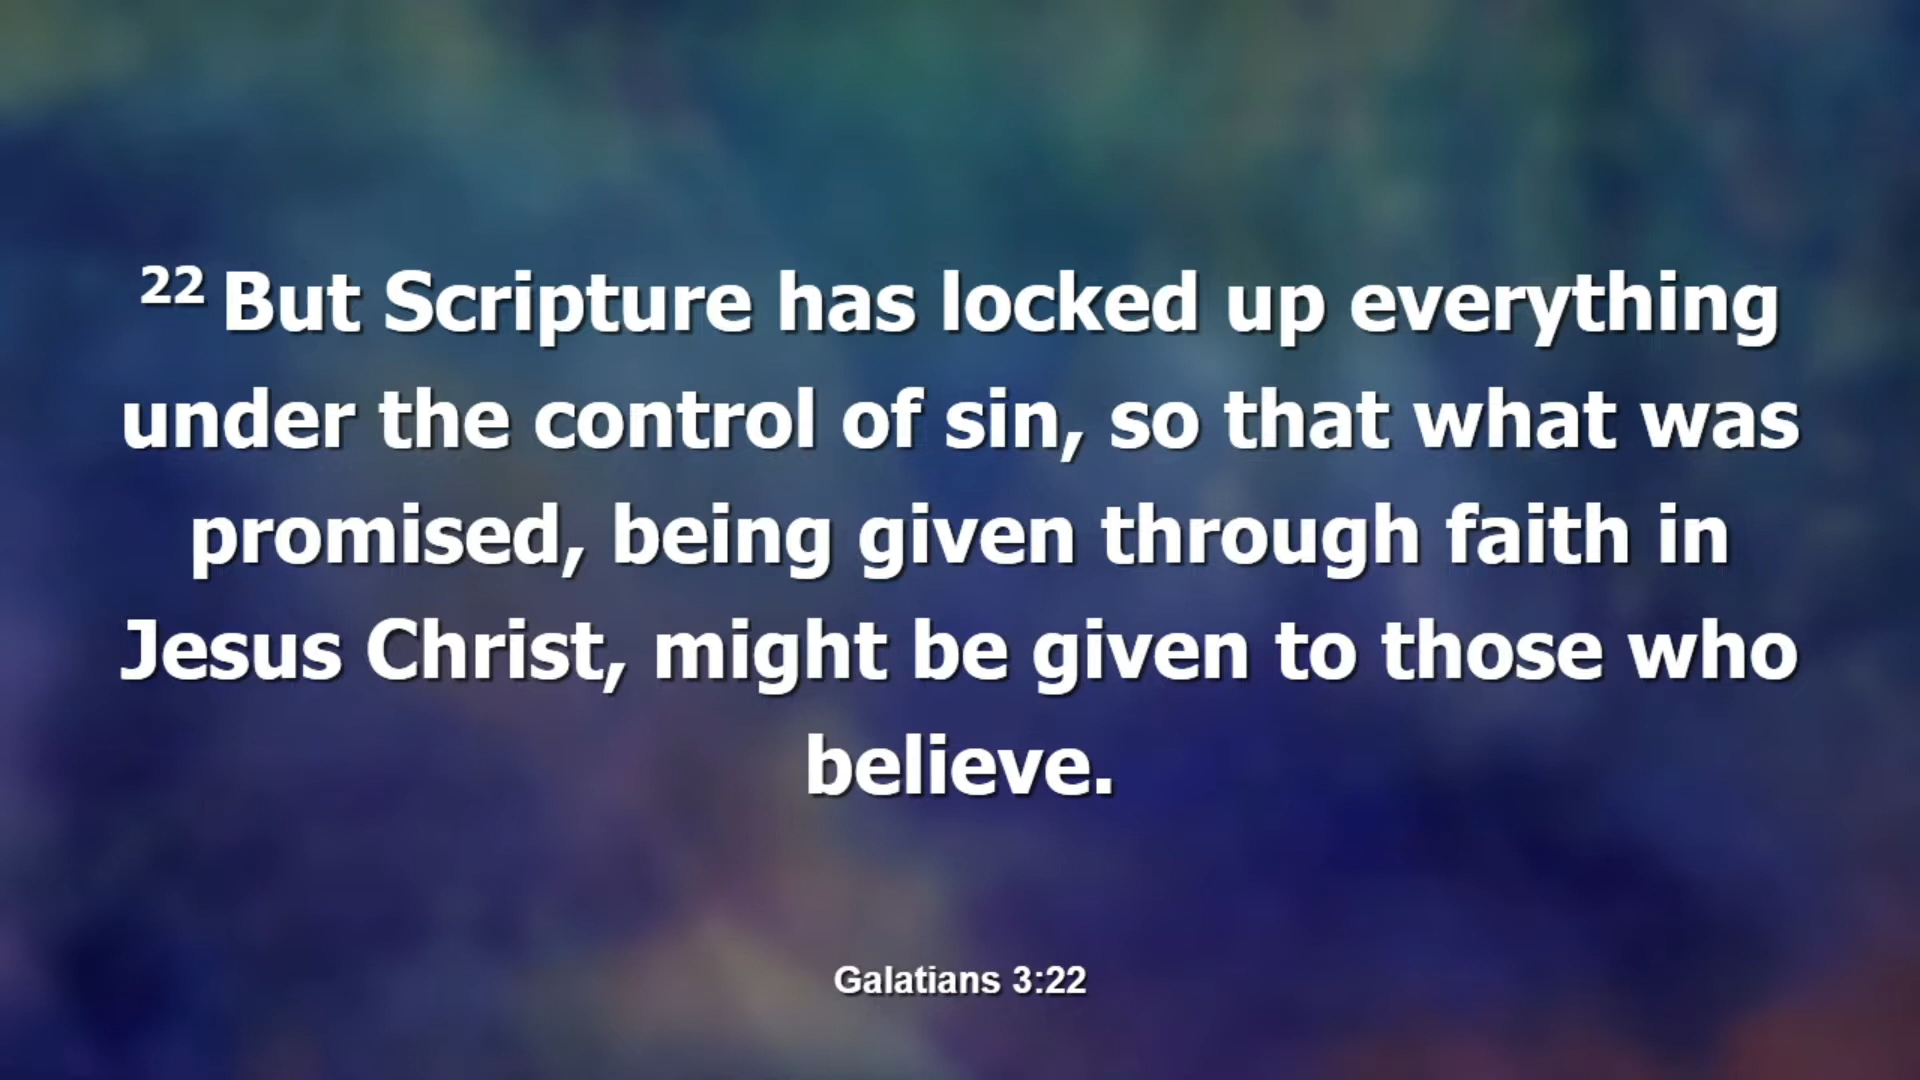 22 But Scripture has locked up everything
under the control of sin, so that what was
promised, being given through faith in
Jesus Christ, might be given to those who
believe.
Galatians 3:22